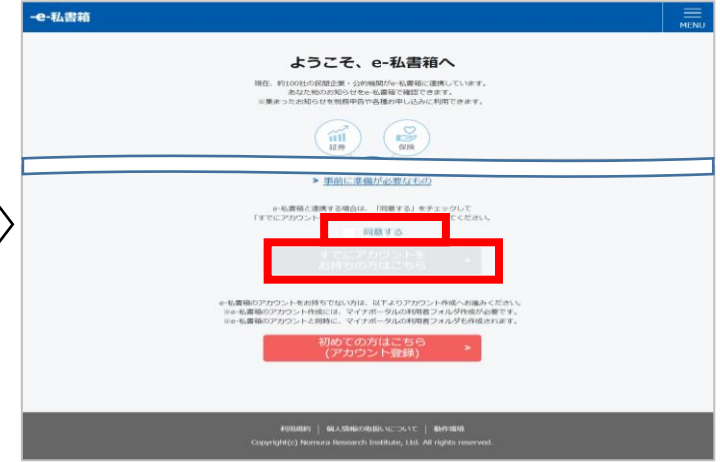 -e-私書箱
MENU
ようこそ、e-私書箱へ
現在、約100社の民間企業・公的機関がe-私書箱に連携しています。
あなた宛のお知らせをe-私書箱で確認できます。
※集まったお知らせを税務申告や各種お申し込みに利用できます。
証券
保険
> 事前に準備が必要なもの
e-私書箱と連携する場合は、「同意する」をチェックして
「すでにアカウント
てください。
同意する
すでにアカウントを
お持ちの方はこちら >
e-私書箱のアカウントをお持ちでない方は、以下よりアカウント作成へお進みください。
※e-私書箱のアカウント作成には、マイナポータルの利用者フォルダ作成が必要です。
※e-私書箱のアカウントと同時に、マイナポータルの利用者フォルダも作成されます。
初めての方はこちら
(アカウント登録) >
利用規約 | 個人情報の取扱いについて | 動作環境
Copyright(c) Nomura Research Institute, Ltd. All rights reserved.